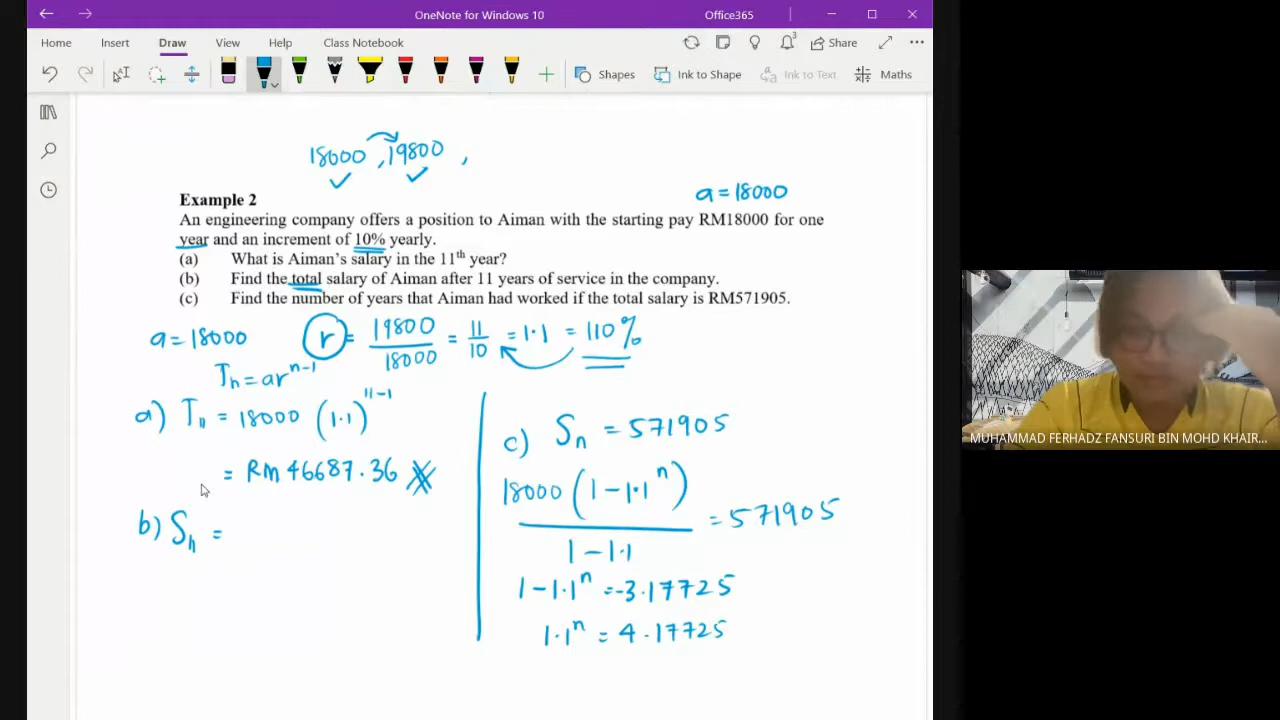 OneNote for Windows 10
Office365
Home Insert Draw View Help Class Notebook
3
Share
Shapes
Ink to Shape
Ink to Text
Maths
18000 , 19800 ,
a = 18000
Example 2
An engineering company offers a position to Aiman with the starting pay RM18000 for one
year and an increment of 10% yearly.
(a) What is Aiman's salary in the 11th year?
(b) Find the total salary of Aiman after 11 years of service in the company.
(c) Find the number of years that Aiman had worked if the total salary is RM571905.
a = 18000 r = 19800/18000 = 11/10 = 1·1 = 110%
Tn = ar^(n-1)
a) T11 = 18000 (1·1)^(11-1)
= RM 46687.36
b) S11 =
c) Sn = 571905
18000 (1 - 1·1^n) / (1 - 1·1) = 571905
1 - 1·1^n = -3·17725
1·1^n = 4·17725
MUHAMMAD FERHADZ FANSURI BIN MOHD KHAIR...